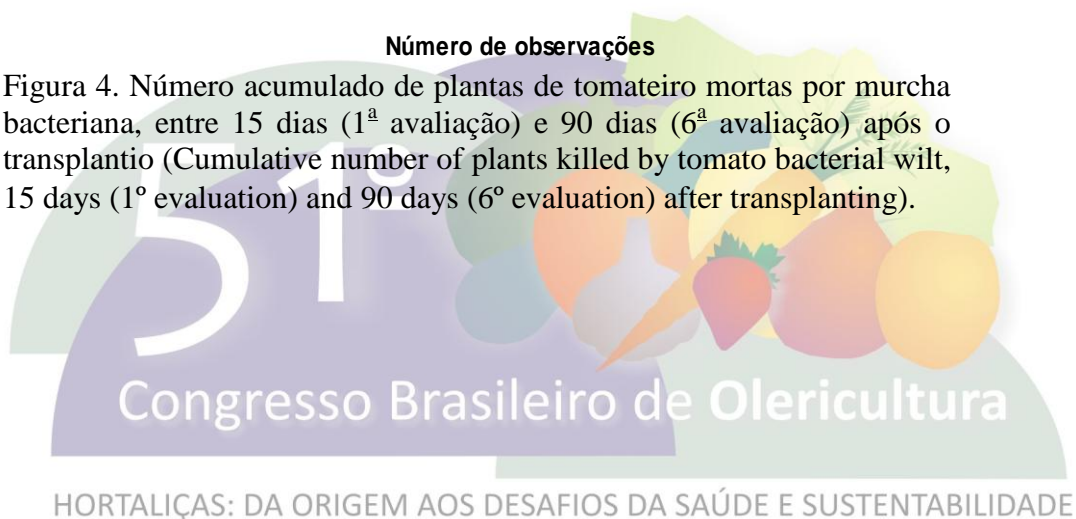 Número de observações
Figura 4. Número acumulado de plantas de tomateiro mortas por murcha
bacteriana, entre 15 dias (1ª avaliação) e 90 dias (6ª avaliação) após o
transplantio (Cumulative number of plants killed by tomato bacterial wilt,
15 days (1º evaluation) and 90 days (6º evaluation) after transplanting).
51º
Congresso Brasileiro de Olericultura
HORTALIÇAS: DA ORIGEM AOS DESAFIOS DA SAÚDE E SUSTENTABILIDADE